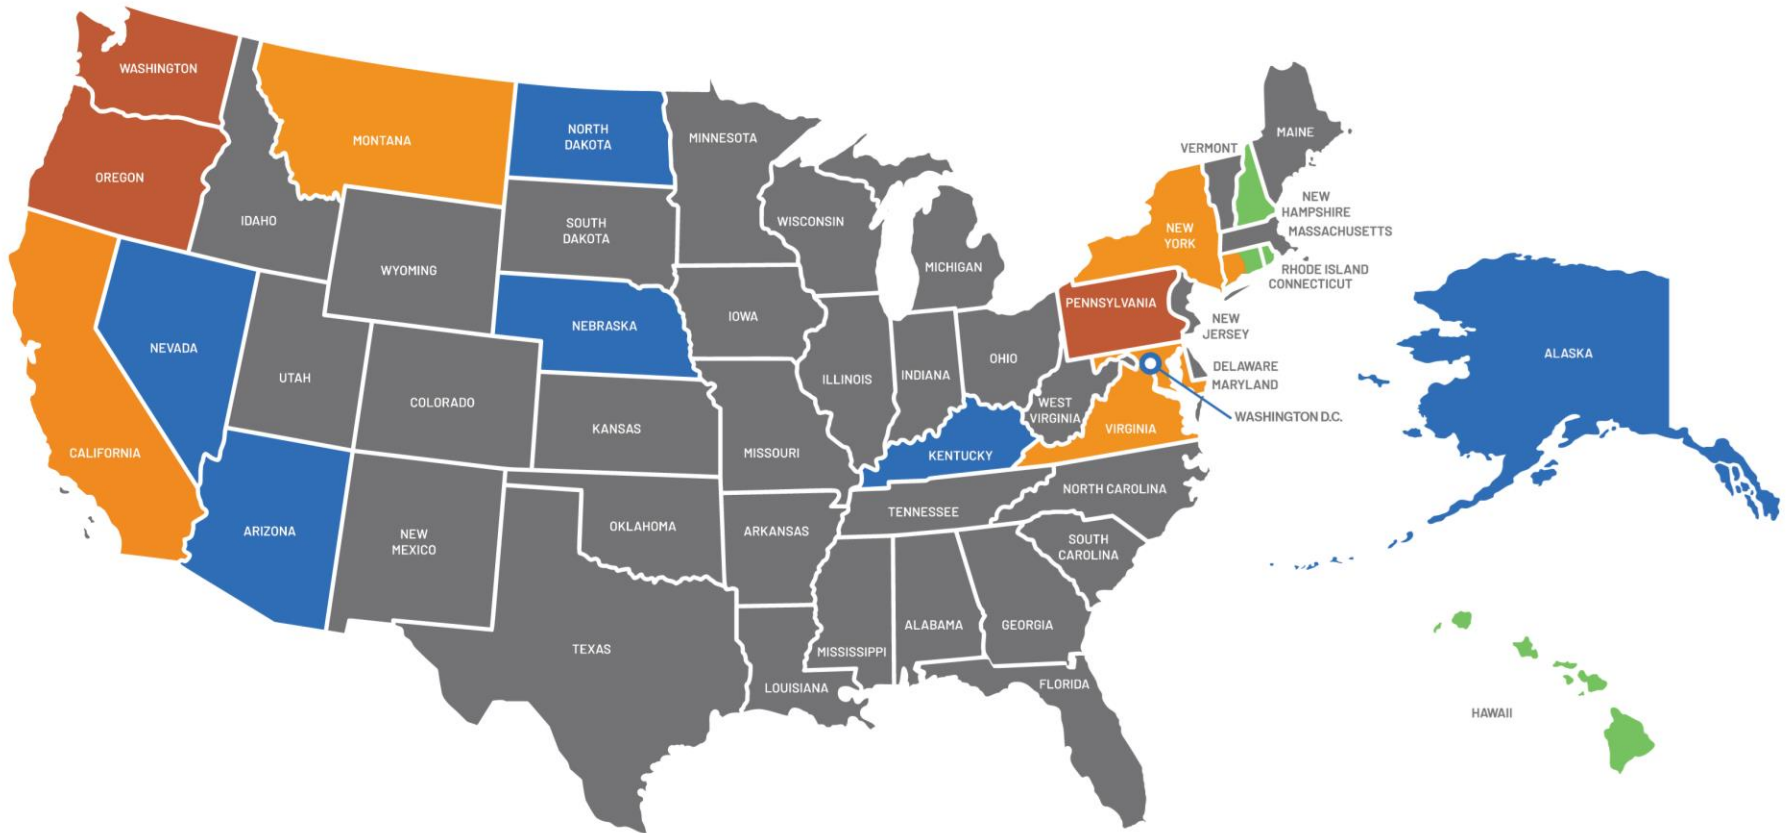 WASHINGTON
OREGON
CALIFORNIA
NEVADA
IDAHO
MONTANA
WYOMING
UTAH
ARIZONA
COLORADO
NEW
MEXICO
NORTH
DAKOTA
SOUTH
DAKOTA
NEBRASKA
KANSAS
OKLAHOMA
TEXAS
MINNESOTA
IOWA
MISSOURI
ARKANSAS
LOUISIANA
WISCONSIN
ILLINOIS
MICHIGAN
INDIANA
OHIO
KENTUCKY
TENNESSEE
MISSISSIPPI
ALABAMA
GEORGIA
FLORIDA
SOUTH
CAROLINA
NORTH CAROLINA
VIRGINIA
WEST
VIRGINIA
PENNSYLVANIA
NEW
YORK
VERMONT
MAINE
NEW
HAMPSHIRE
MASSACHUSETTS
RHODE ISLAND
CONNECTICUT
NEW
JERSEY
DELAWARE
MARYLAND
WASHINGTON D.C.
ALASKA
HAWAII